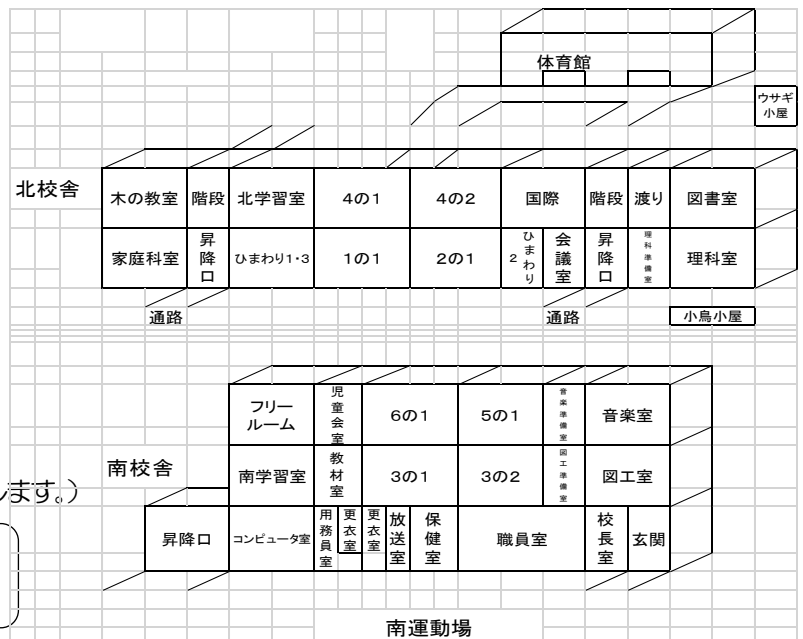 体育館
ウサギ
小屋
北校舎
木の教室 階段 北学習室 4の1 4の2 国際 階段 渡り 図書室
家庭科室 昇降口 ひまわり1・3 1の1 2の1 ひまわり2 会議室 昇降口 理科準備室 理科室
通路 通路 小鳥小屋
フリー
ルーム 児童会室 6の1 5の1 音楽準備室 音楽室
南校舎
南学習室 教材室 3の1 3の2 図工準備室 図工室
します。)
昇降口 コンピュータ室 用務員室 更衣室 更衣室 放送室 保健室 職員室 校長室 玄関
南運動場